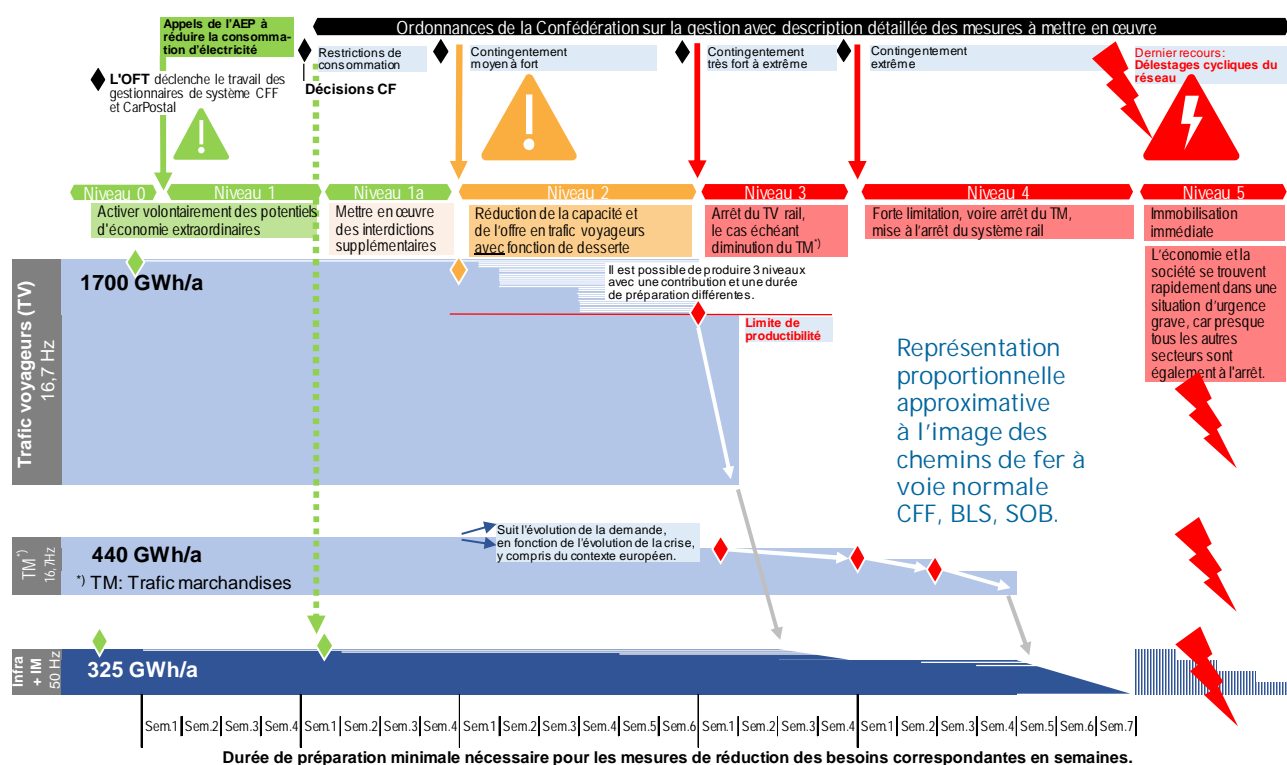 Appels de l'AEP à
réduire la consomma-
tion d'électricité
Ordonnances de la Confédération sur la gestion avec description détaillée des mesures à mettre en œuvre
L'OFT déclenche le travail des
gestionnaires de système CFF
et CarPostal
Restrictions de
consommation
Décisions CF
Contingentement
moyen à fort
Contingentement
très fort à extrême
Contingentement
extrême
Dernier recours:
Délestages cycliques du
réseau
Niveau 0
Niveau 1
Niveau 1a
Niveau 2
Niveau 3
Niveau 4
Niveau 5
Activer volontairement des potentiels
d'économie extraordinaires
Mettre en œuvre
des interdictions
supplémentaires
Réduction de la capacité et
de l'offre en trafic voyageurs
avec fonction de desserte
Arrêt du TV rail,
le cas échéant
diminution du TM*)
Forte limitation, voire arrêt du TM,
mise à l'arrêt du système rail
Immobilisation
immédiate
L'économie et la
société se trouvent
rapidement dans une
situation d'urgence
grave, car presque
tous les autres
secteurs sont
également à l'arrêt.
Trafic voyageurs (TV)
16,7 Hz
1700 GWh/a
Il est possible de produire 3 niveaux
avec une contribution et une durée
de préparation différentes.
Limite de
productibilité
Représentation
proportionnelle
approximative
à l'image des
chemins de fer à
voie normale
CFF, BLS, SOB.
TM*)
16,7Hz
440 GWh/a
*) TM: Trafic marchandises
Suit l'évolution de la demande,
en fonction de l'évolution de la crise,
y compris du contexte européen.
Infra
+ IM
50 Hz
325 GWh/a
Sem.1 Sem.2 Sem.3 Sem.4 Sem.1 Sem.2 Sem.3 Sem.4 Sem.1 Sem.2 Sem.3 Sem.4 Sem.5 Sem.6 Sem.1 Sem.2 Sem.3 Sem.4 Sem.1 Sem.2 Sem.3 Sem.4 Sem.5 Sem.6 Sem.7
Durée de préparation minimale nécessaire pour les mesures de réduction des besoins correspondantes en semaines.